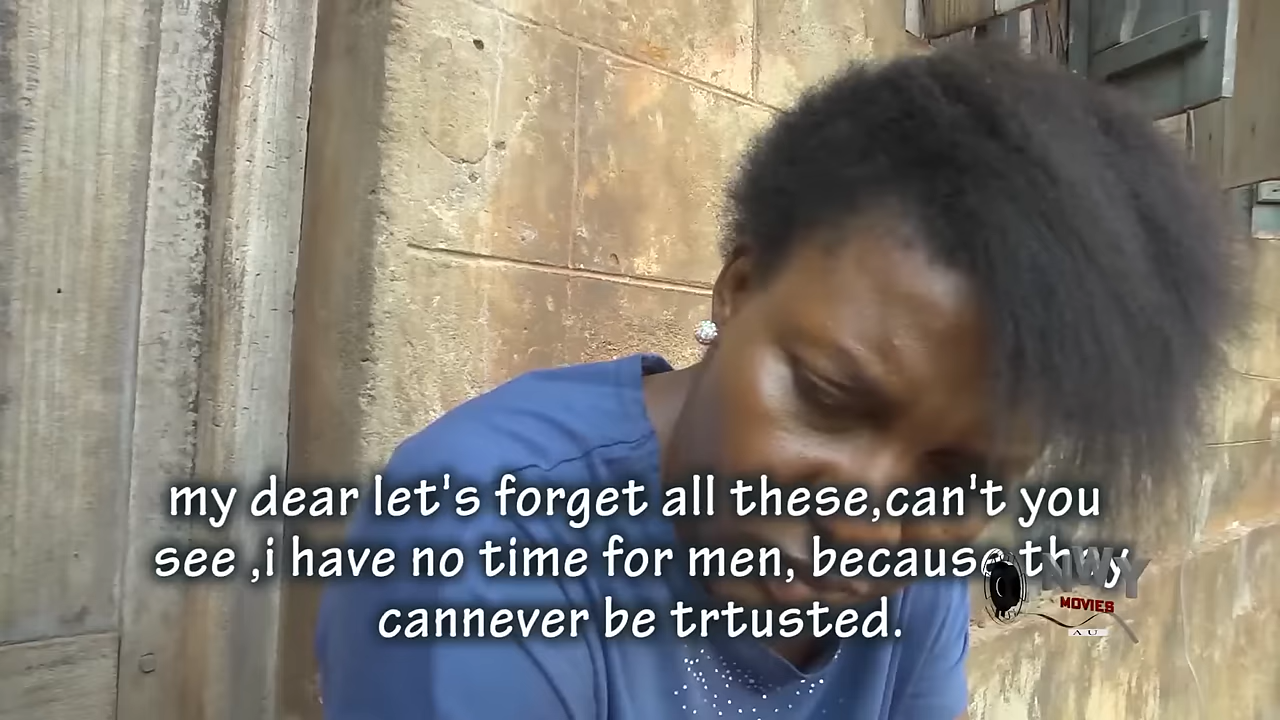 my dear let's forget all these,can't you
see ,i have no time for men, because they
cannever be trtusted.
MOVIES
AU